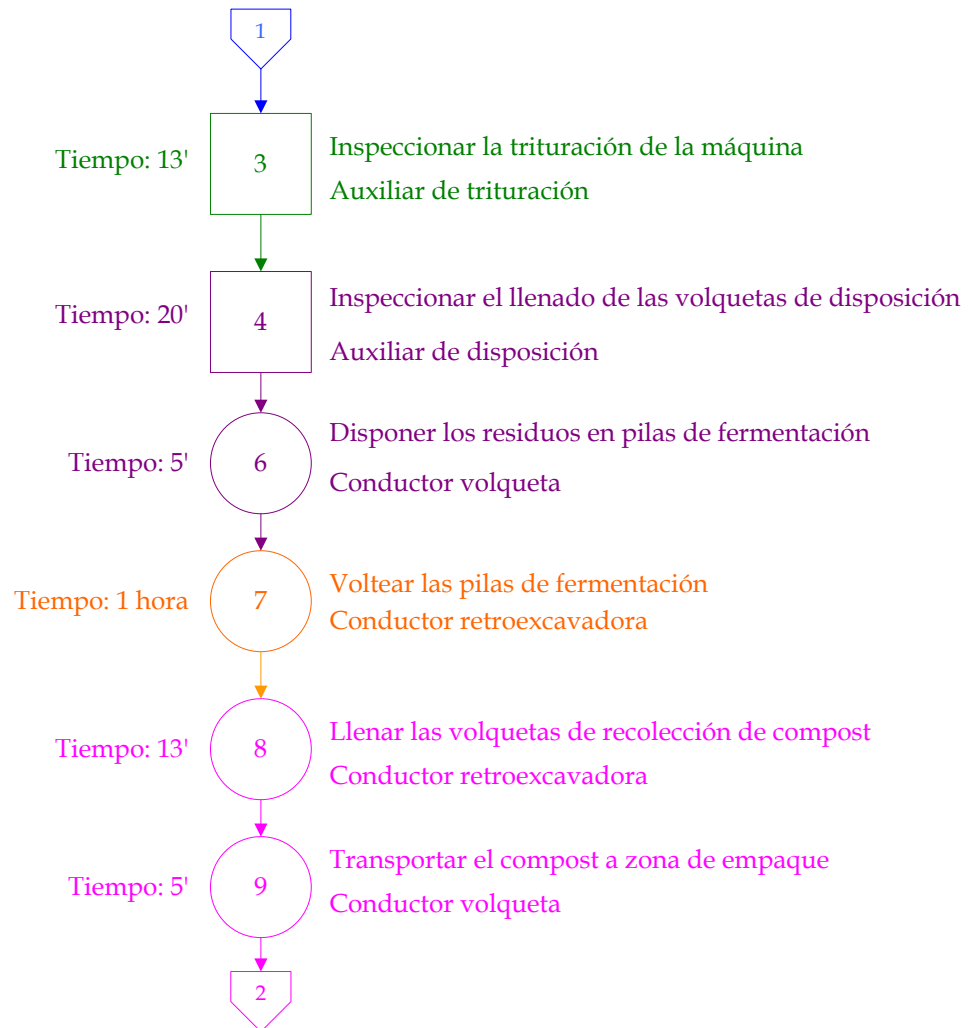 1
Tiempo: 13'
3
Inspeccionar la trituración de la máquina
Auxiliar de trituración
Tiempo: 20'
4
Inspeccionar el llenado de las volquetas de disposición
Auxiliar de disposición
Tiempo: 5'
6
Disponer los residuos en pilas de fermentación
Conductor volqueta
Tiempo: 1 hora
7
Voltear las pilas de fermentación
Conductor retroexcavadora
Tiempo: 13'
8
Llenar las volquetas de recolección de compost
Conductor retroexcavadora
Tiempo: 5'
9
Transportar el compost a zona de empaque
Conductor volqueta
2